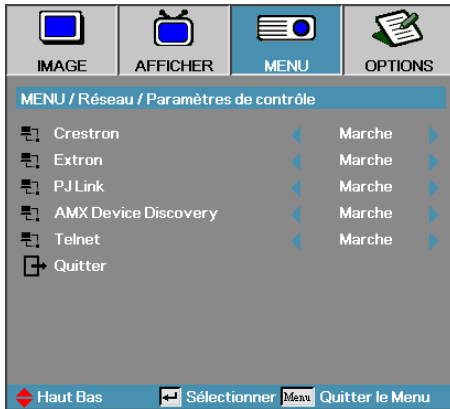 IMAGE AFFICHER MENU OPTIONS
MENU / Réseau / Paramètres de contrôle
Crestron Marche
Extron Marche
PJ Link Marche
AMX Device Discovery Marche
Telnet Marche
Quitter
Haut Bas Sélectionner Menu Quitter le Menu